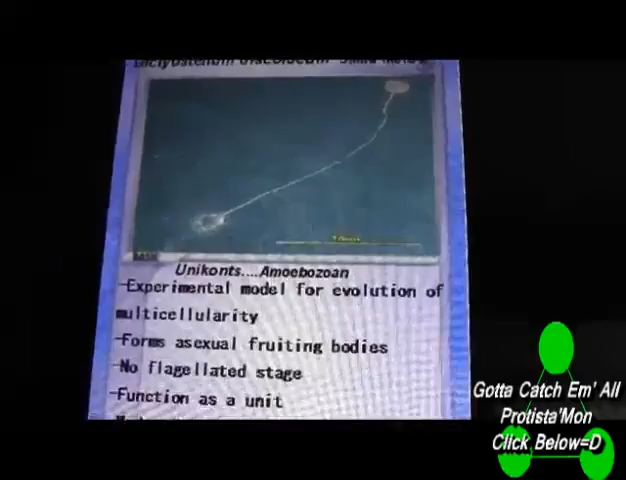 Unikonts....Amoebozoan
-Experimental model for evolution of
multicellularity
-Forms asexual fruiting bodies
-No flagellated stage
-Function as a unit
Gotta Catch Em' All
Protista'Mon
Click Below=D